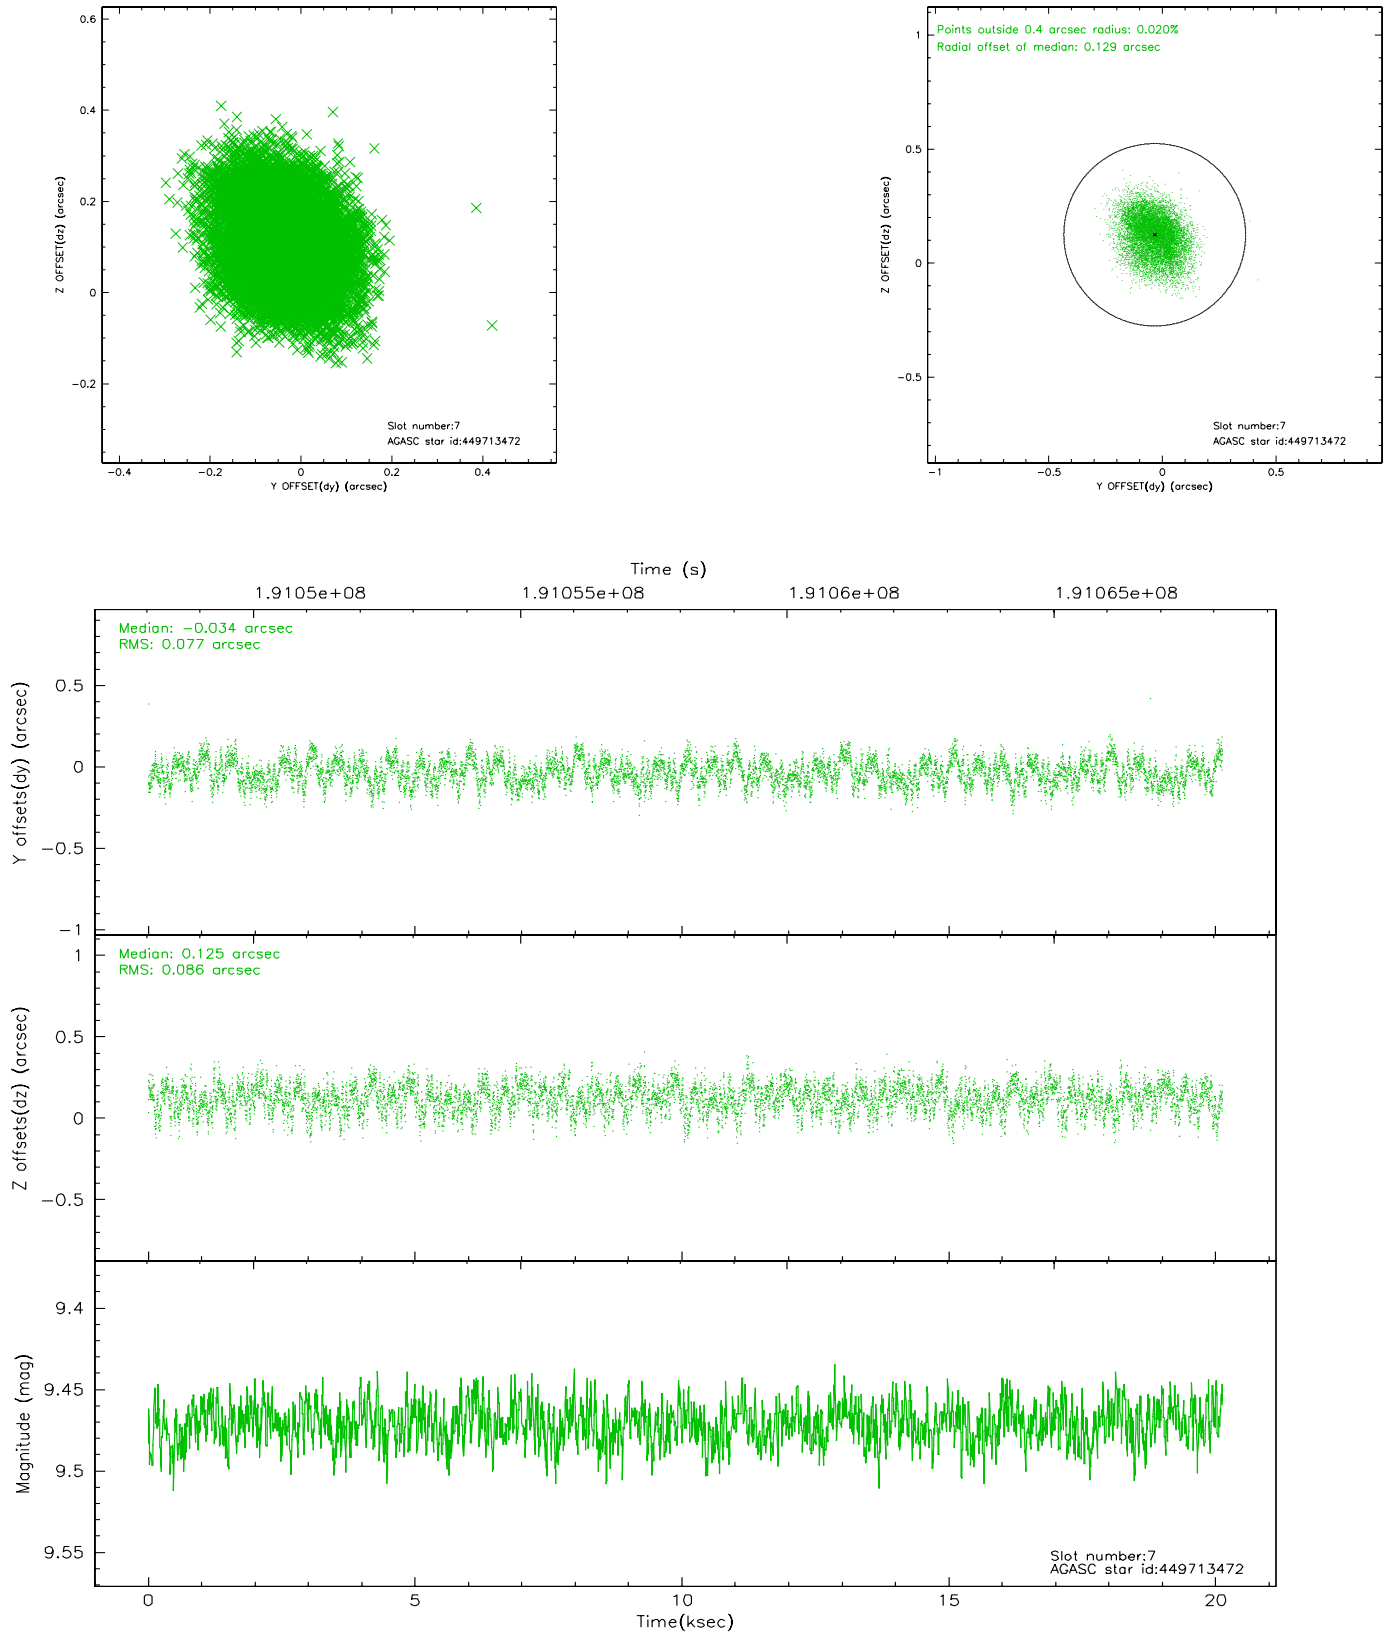 0.6
0.4
0.2
0
−0.2
Z OFFSET(dz) (arcsec)
Slot number:7
AGASC star id:449713472
−0.4 −0.2 0 0.2 0.4
Y OFFSET(dy) (arcsec)
Points outside 0.4 arcsec radius: 0.020%
Radial offset of median: 0.129 arcsec
1
0.5
0
−0.5
Z OFFSET(dz) (arcsec)
Slot number:7
AGASC star id:449713472
−1 −0.5 0 0.5
Y OFFSET(dy) (arcsec)
Time (s)
1.9105e+08 1.91055e+08 1.9106e+08 1.91065e+08
Median: −0.034 arcsec
RMS: 0.077 arcsec
0.5
0
−0.5
−1
Y offsets(dy) (arcsec)
Median: 0.125 arcsec
RMS: 0.086 arcsec
1
0.5
0
−0.5
Z offsets(dz) (arcsec)
9.4
9.45
9.5
9.55
Magnitude (mag)
Slot number:7
AGASC star id:449713472
0 5 10 15 20
Time(ksec)